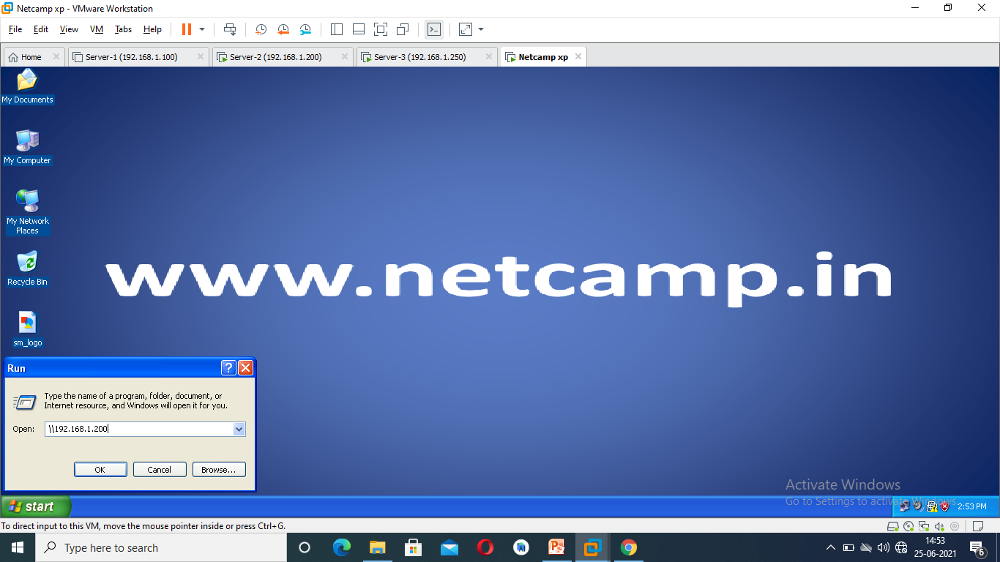 Netcamp xp - VMware Workstation
File Edit View VM Tabs Help
Home Server-1 (192.168.1.100) Server-2 (192.168.1.200) Server-3 (192.168.1.250) Netcamp xp
My Documents
My Computer
My Network
Places
Recycle Bin
sm_logo
www.netcamp.in
Run
Type the name of a program, folder, document, or
Internet resource, and Windows will open it for you.
Open: \\192.168.1.200
OK Cancel Browse...
Activate Windows
Go to Settings to activate Windows.
start 2:53 PM
To direct input to this VM, move the mouse pointer inside or press Ctrl+G.
Type here to search
14:53
25-06-2021
6